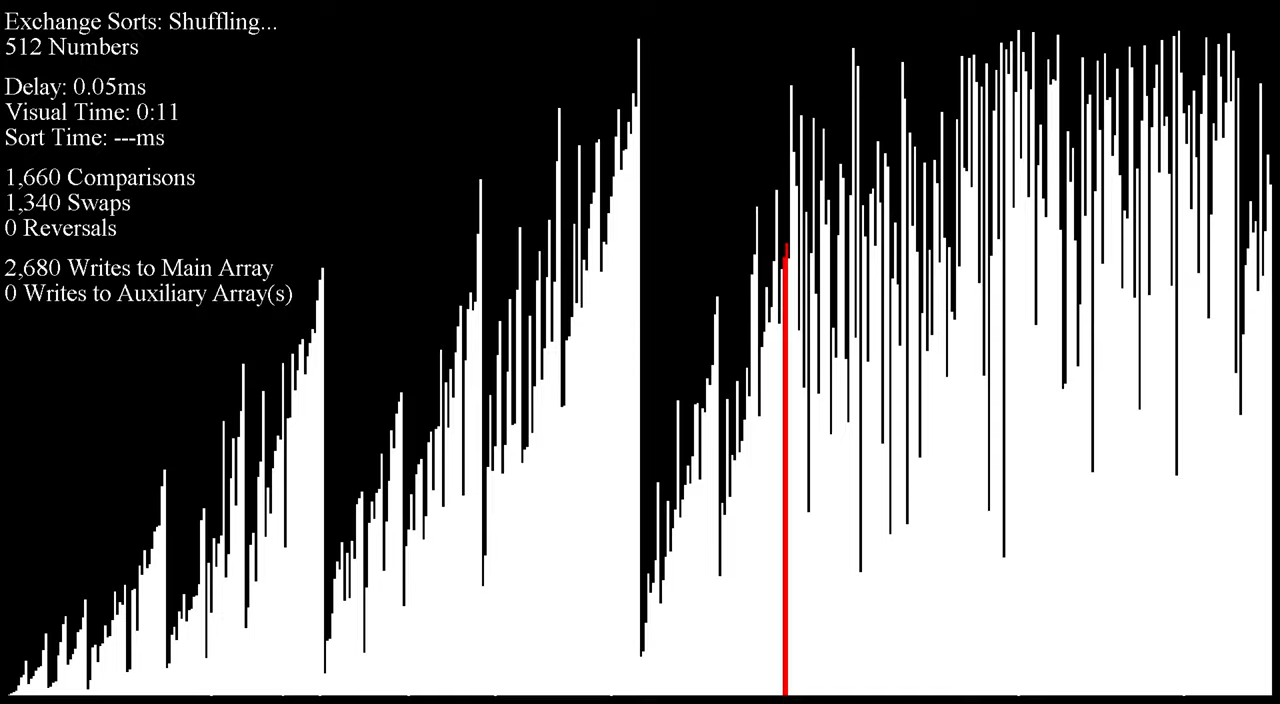 Exchange Sorts: Shuffling...
512 Numbers
Delay: 0.05ms
Visual Time: 0:11
Sort Time: ---ms
1,660 Comparisons
1,340 Swaps
0 Reversals
2,680 Writes to Main Array
0 Writes to Auxiliary Array(s)